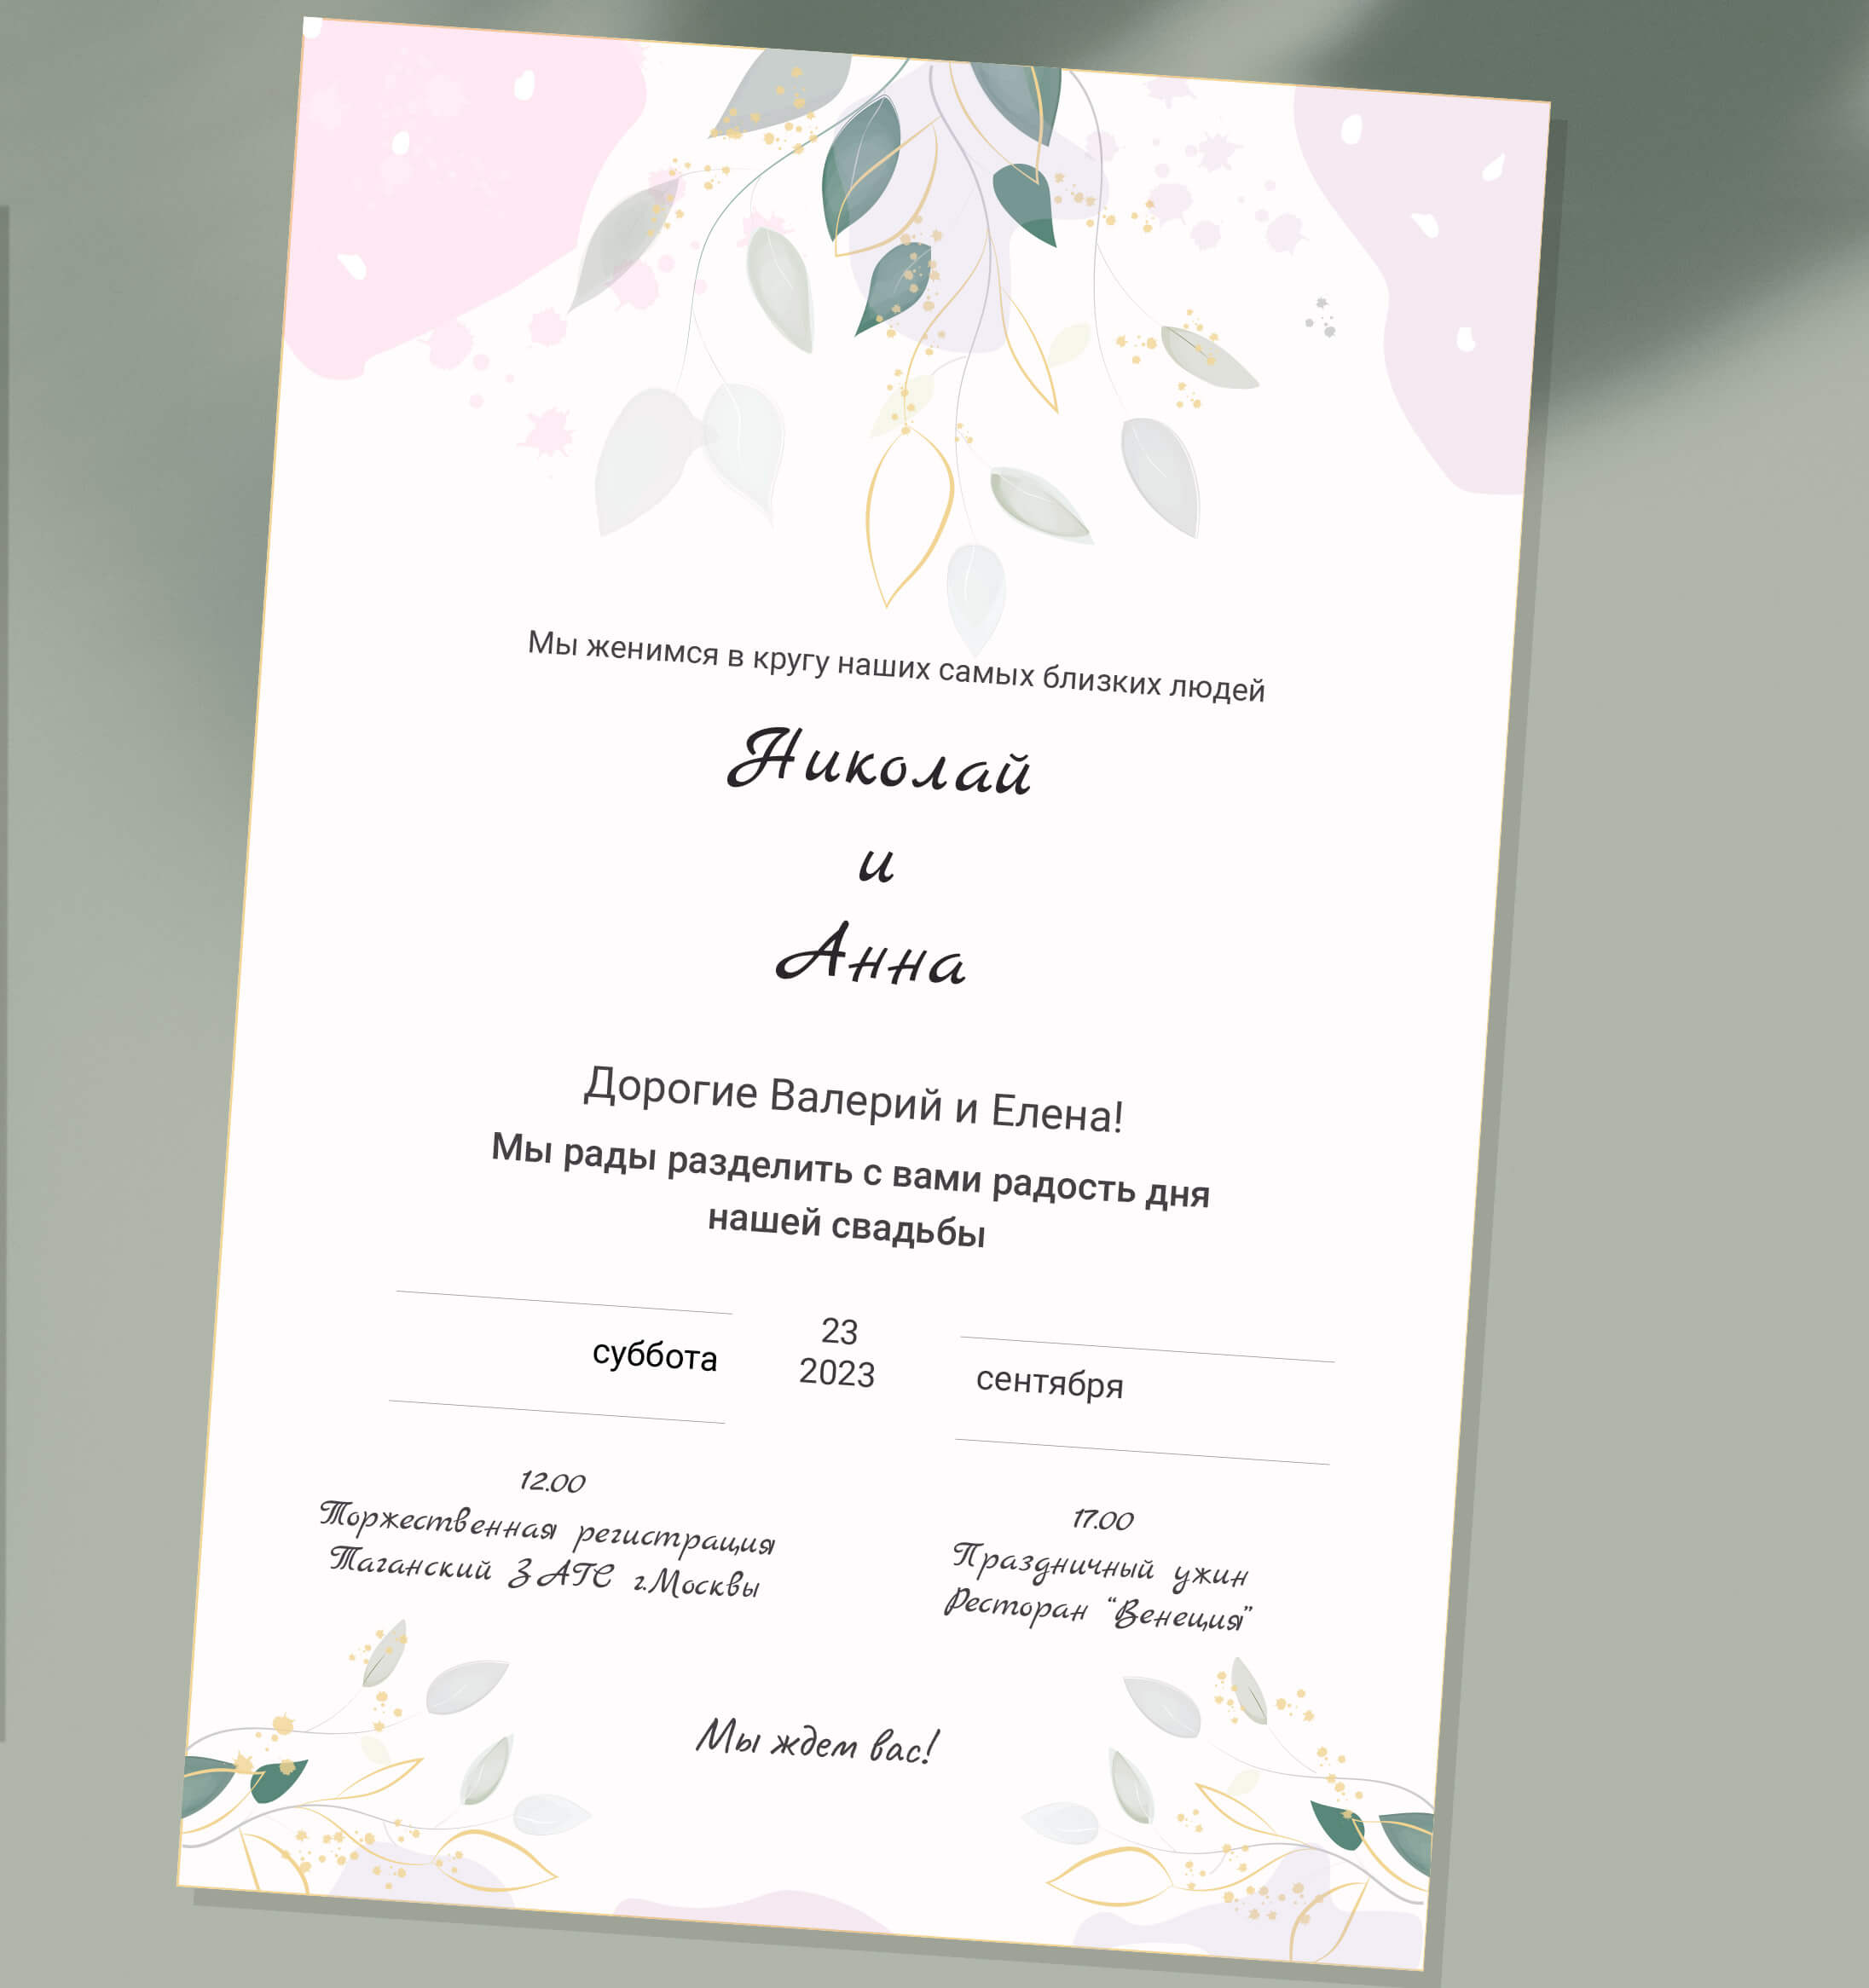 Мы женимся в кругу наших самых близких людей
Николай
и
Анна
Дорогие Валерий и Елена!
Мы рады разделить с вами радость дня
нашей свадьбы
суббота
23
2023
сентября
12.00
Торжественная регистрация
Таганский ЗАГС г.Москвы
17.00
Праздничный ужин
Ресторан “Венеция”
Мы ждем вас!